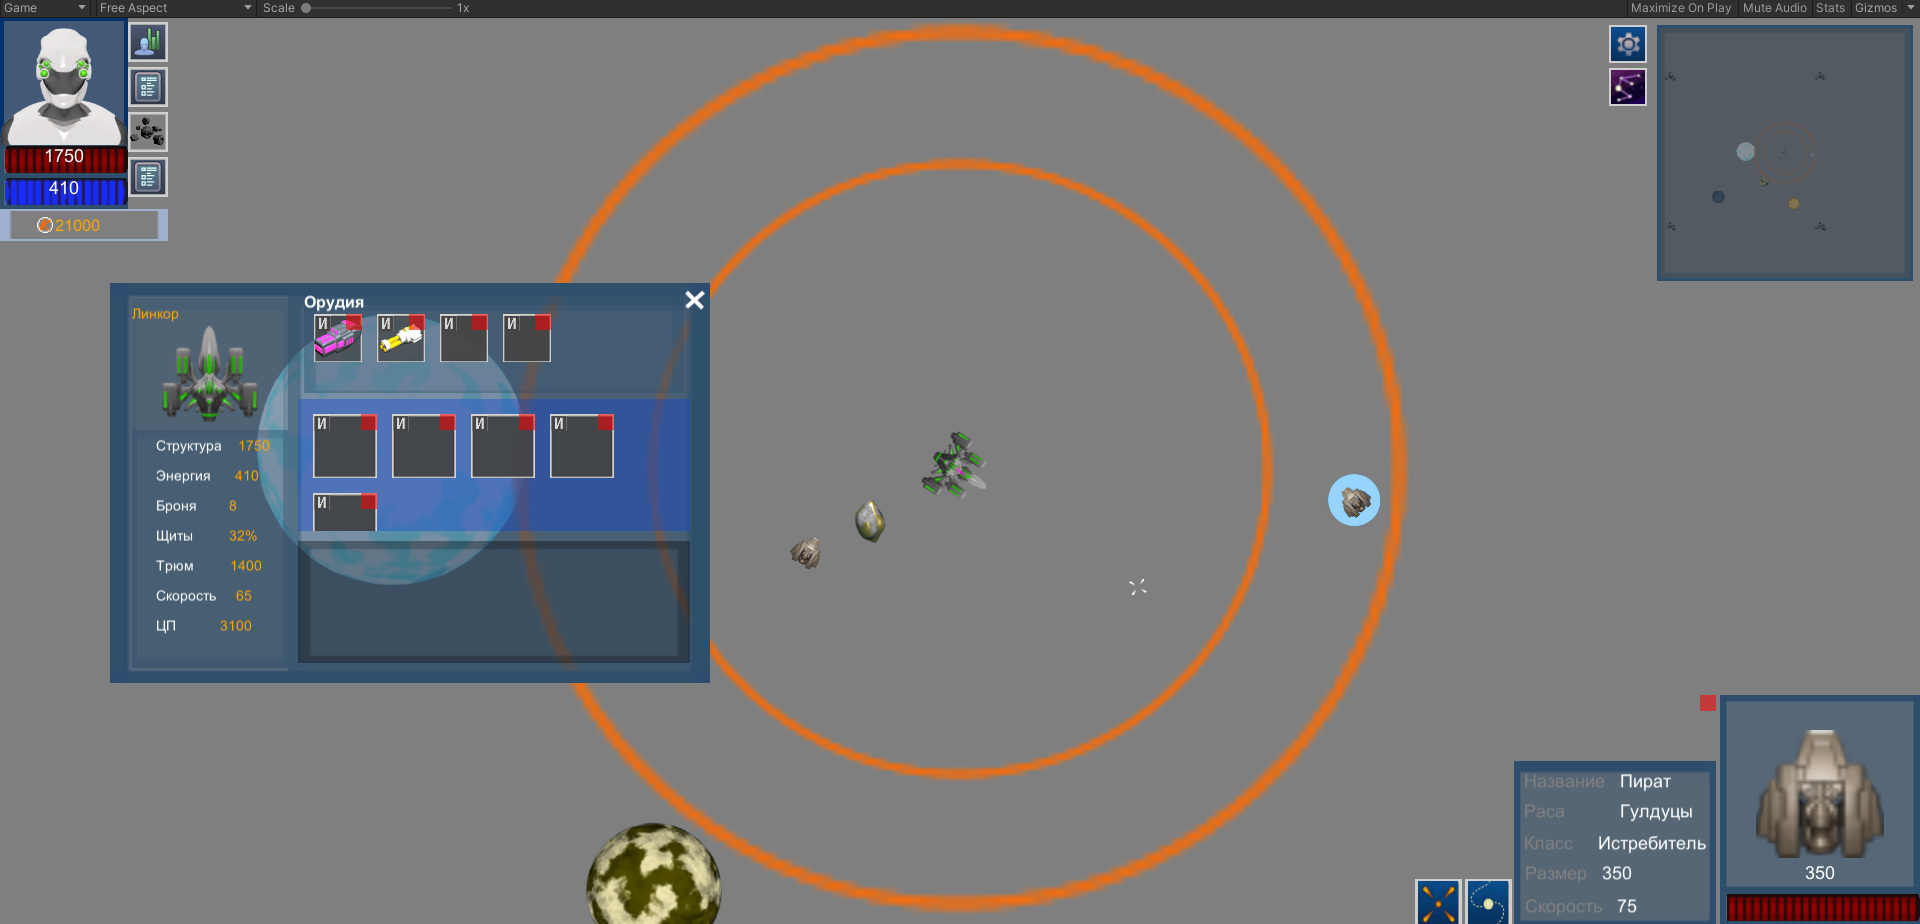 Game Free Aspect Scale 1x Maximize On Play Mute Audio Stats Gizmos
1750
410
21000
Линкор
Орудия
И И И И
И И И И
И
Структура 1750
Энергия 410
Броня 8
Щиты 32%
Трюм 1400
Скорость 65
ЦП 3100
Название Пират
Раса Гулдуцы
Класс Истребитель
Размер 350
Скорость 75
350